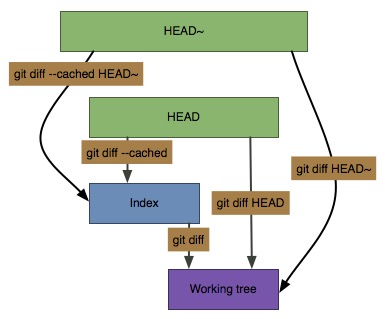 HEAD~
git diff --cached HEAD~
HEAD
git diff --cached
git diff HEAD~
Index
git diff HEAD
git diff
Working tree